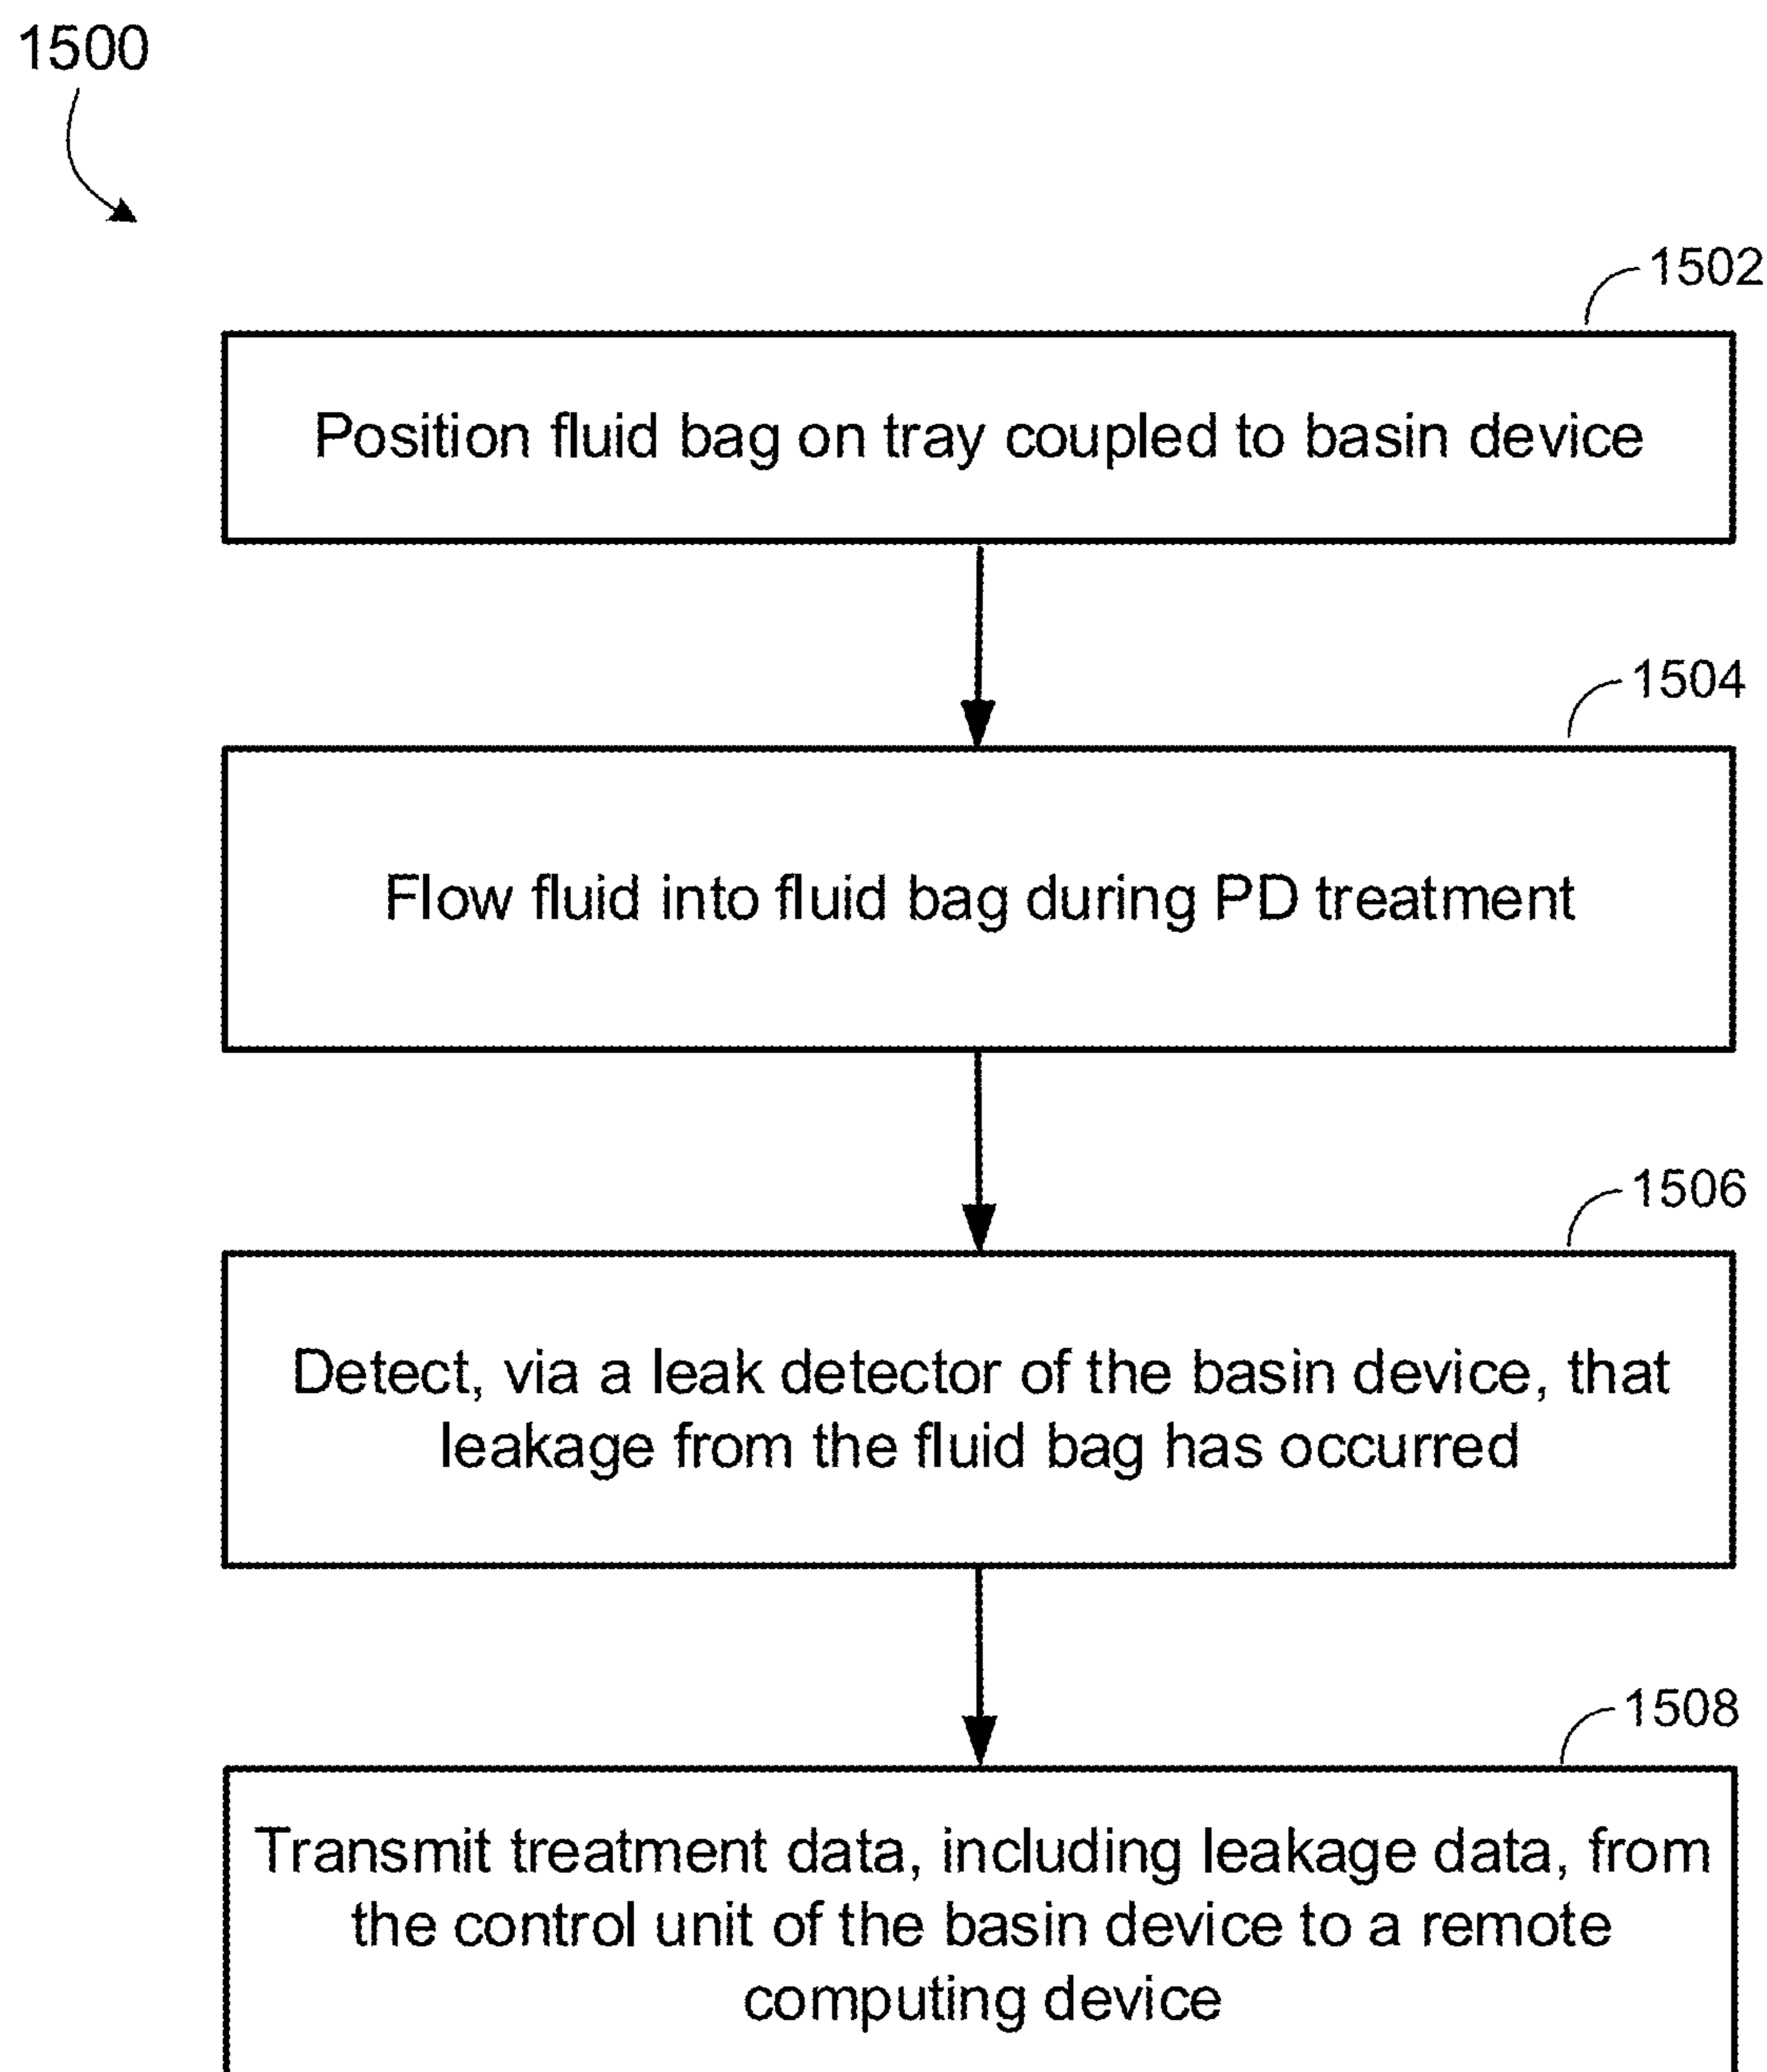 1500
1502
Position fluid bag on tray coupled to basin device
1504
Flow fluid into fluid bag during PD treatment
1506
Detect, via a leak detector of the basin device, that
leakage from the fluid bag has occurred
1508
Transmit treatment data, including leakage data, from
the control unit of the basin device to a remote
computing device